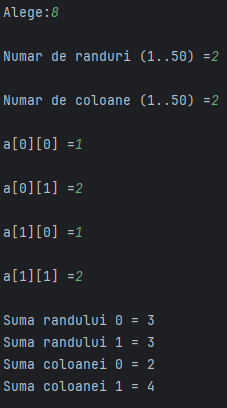 Alege:8
Numar de randuri (1..50) =2
Numar de coloane (1..50) =2
a[0][0] =1
a[0][1] =2
a[1][0] =1
a[1][1] =2
Suma randului 0 = 3
Suma randului 1 = 3
Suma coloanei 0 = 2
Suma coloanei 1 = 4